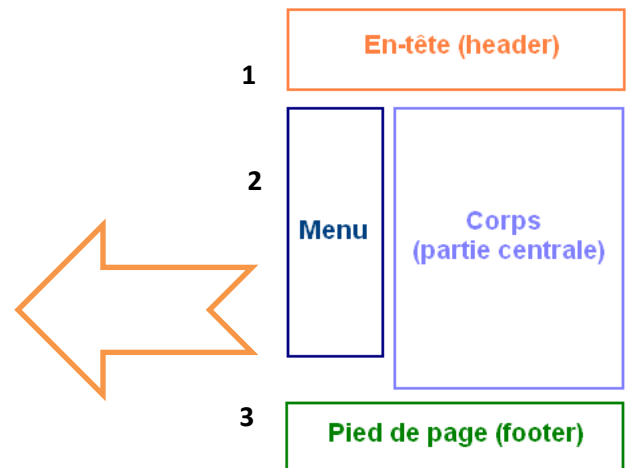 En-tête (header)
1
2
Menu
Corps
(partie centrale)
3
Pied de page (footer)